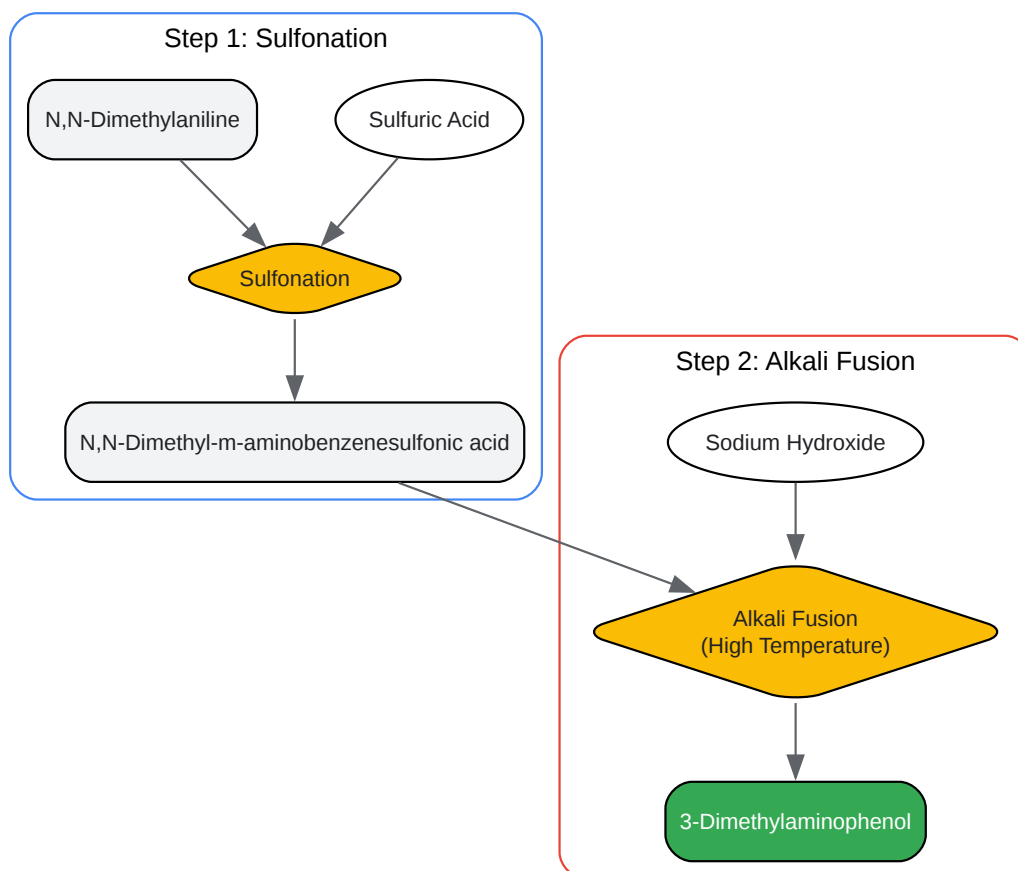 Step 1: Sulfonation
N,N-Dimethylaniline
Sulfuric Acid
Sulfonation
N,N-Dimethyl-m-aminobenzenesulfonic acid
Step 2: Alkali Fusion
Sodium Hydroxide
Alkali Fusion
(High Temperature)
3-Dimethylaminophenol